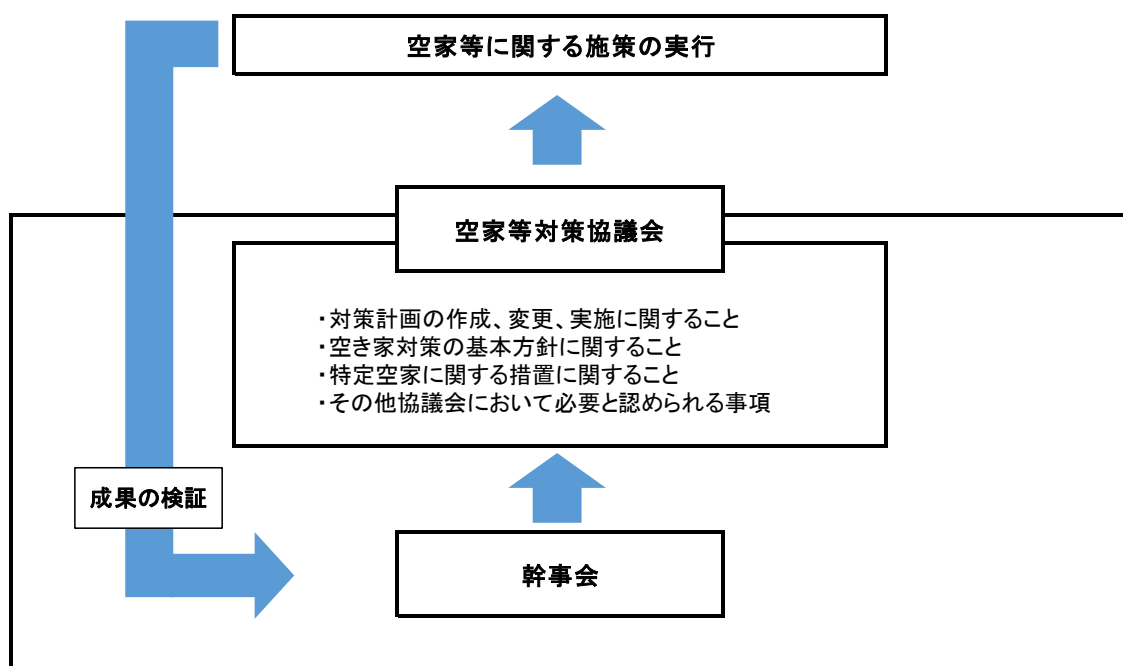 空家等に関する施策の実行
空家等対策協議会
・対策計画の作成、変更、実施に関すること
・空き家対策の基本方針に関すること
・特定空家に関する措置に関すること
・その他協議会において必要と認められる事項
成果の検証
幹事会